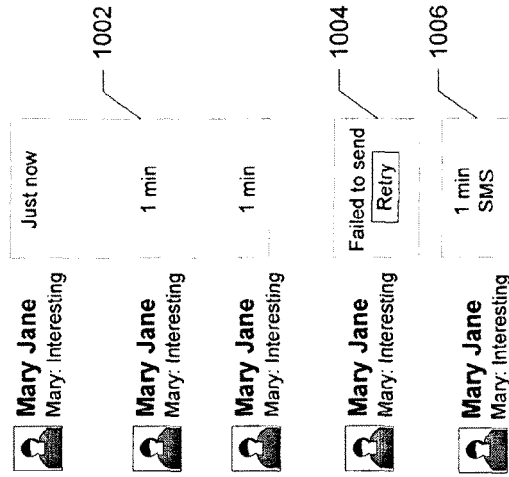 Mary Jane
Mary: Interesting
Just now
Mary Jane
Mary: Interesting
1 min
1002
Mary Jane
Mary: Interesting
1 min
Mary Jane
Mary: Interesting
Failed to send
Retry
1004
Mary Jane
Mary: Interesting
1 min
SMS
1006